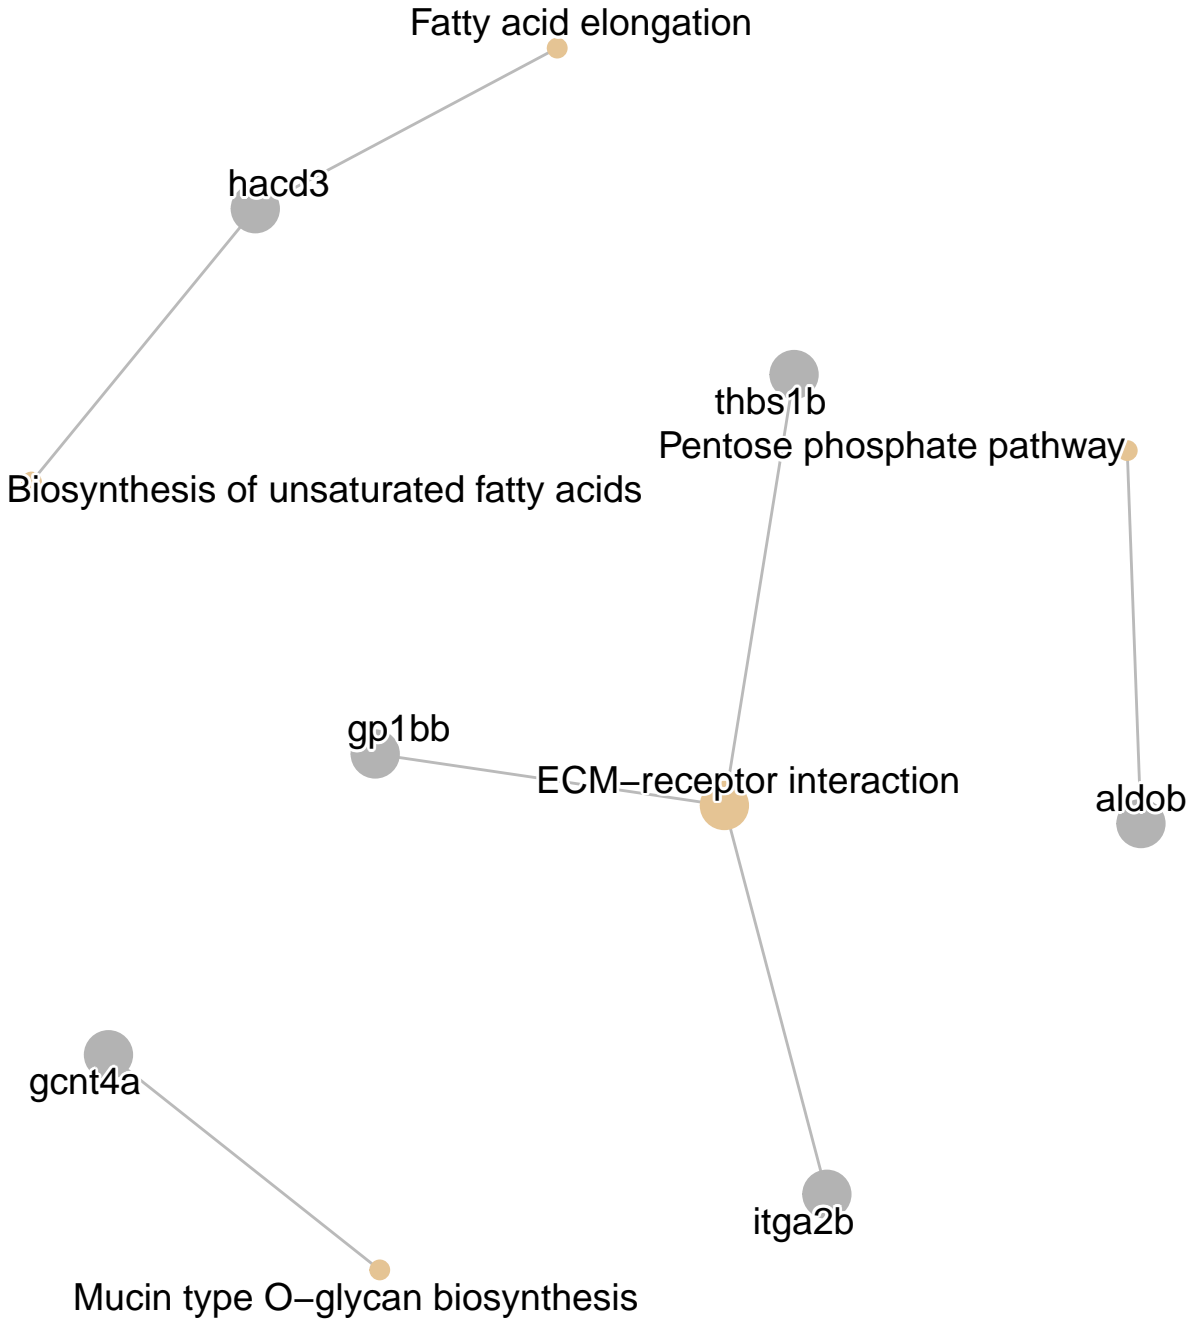 Fatty acid elongation
hacd3
thbs1b
Pentose phosphate pathway
Biosynthesis of unsaturated fatty acids
gp1bb
ECM−receptor interaction
aldob
gcnt4a
itga2b
Mucin type O−glycan biosynthesis